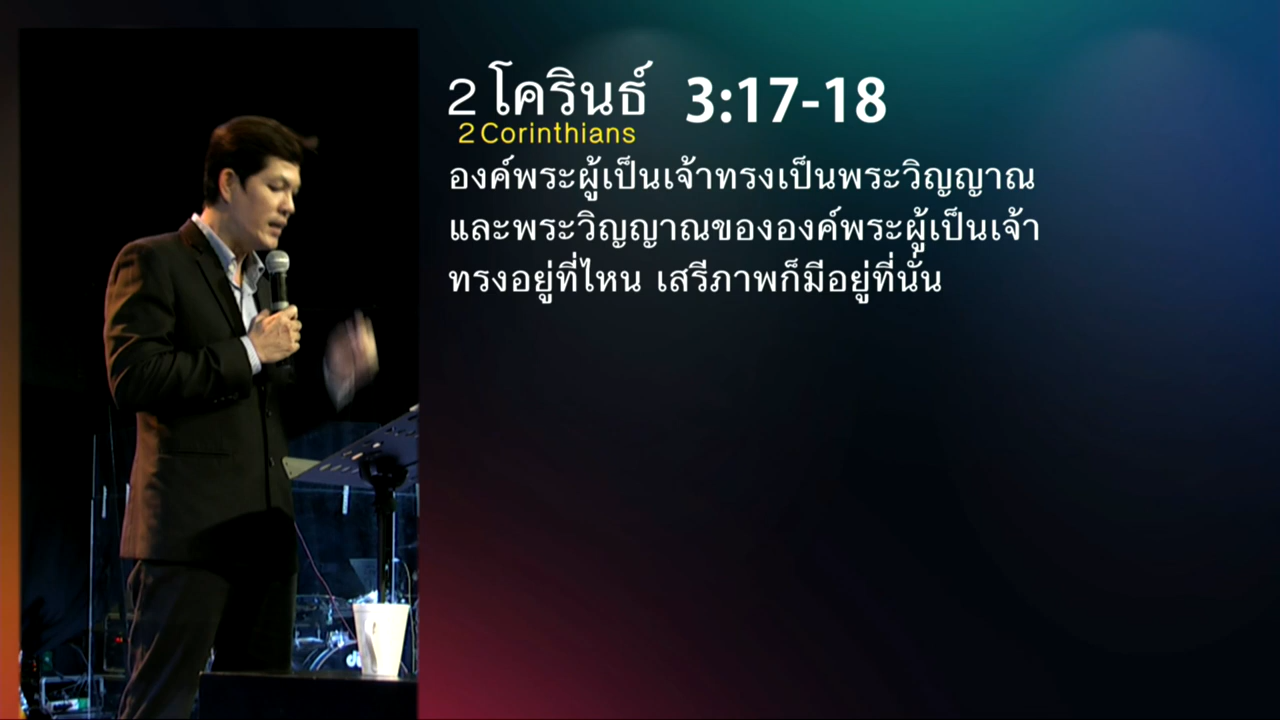 2 โครินธ์ 3:17-18
2 Corinthians
องค์พระผู้เป็นเจ้าทรงเป็นพระวิญญาณ
และพระวิญญาณขององค์พระผู้เป็นเจ้า
ทรงอยู่ที่ไหน เสรีภาพก็มีอยู่ที่นั่น